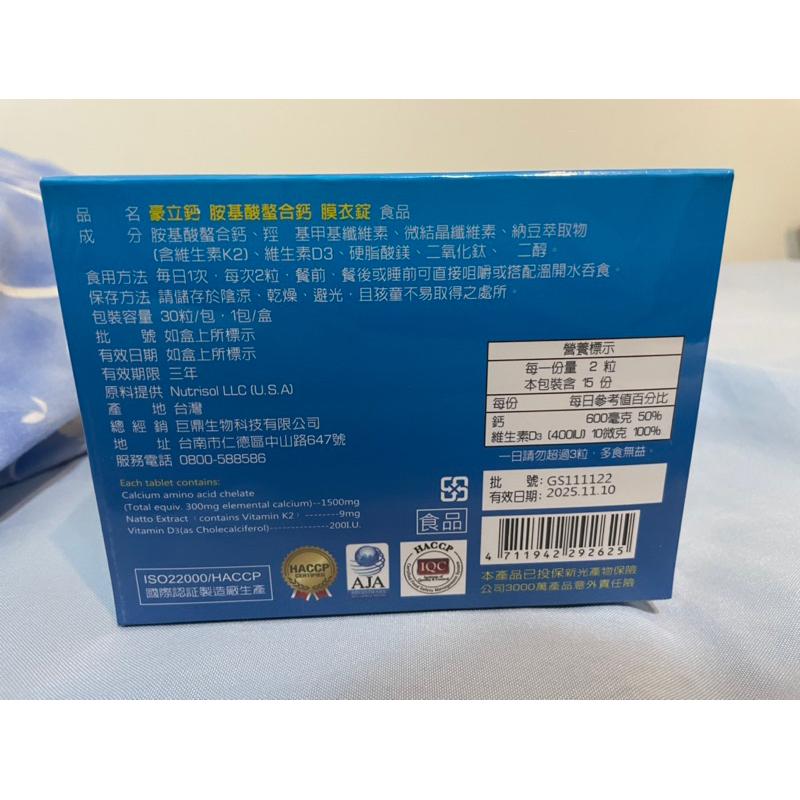 品　名 豪立鈣 胺基酸螯合鈣 膜衣錠 食品
成　分 胺基酸螯合鈣、羥　基甲基纖維素、微結晶纖維素、納豆萃取物
(含維生素K2)、維生素D3、硬脂酸鎂、二氧化鈦、　二醇。
食用方法 每日1次，每次2粒，餐前，餐後或睡前可直接咀嚼或搭配溫開水吞食。
保存方法 請儲存於陰涼、乾燥、避光，且孩童不易取得之處所。
包裝容量 30粒/包，1包/盒
批　號 如盒上所標示
有效日期 如盒上所標示
有效期限 三年
原料提供 Nutrisol LLC (U.S.A)
產　地 台灣
總 經 銷 巨鼎生物科技有限公司
地　址 台南市仁德區中山路647號
服務電話 0800-588586
Each tablet contains:
Calcium amino acid chelate
(Total equiv. 300mg elemental calcium)--1500mg
Natto Extract（contains Vitamin K2）--------9mg
Vitamin D3(as Cholecalciferol)--------------200I.U.
ISO22000/HACCP
國際認証製造廠生產
HACCP
CERTIFIED
AJA
HACCP
IQC
食品
營養標示
每一份量 2 粒
本包裝含 15 份
每份　每日參考值百分比
鈣　600毫克 50%
維生素D3 (400IU) 10微克 100%
一日請勿超過3粒，多食無益。
批　號: GS111122
有效日期: 2025.11.10
4 711942 292625
本產品已投保新光產物保險
公司3000萬產品意外責任險